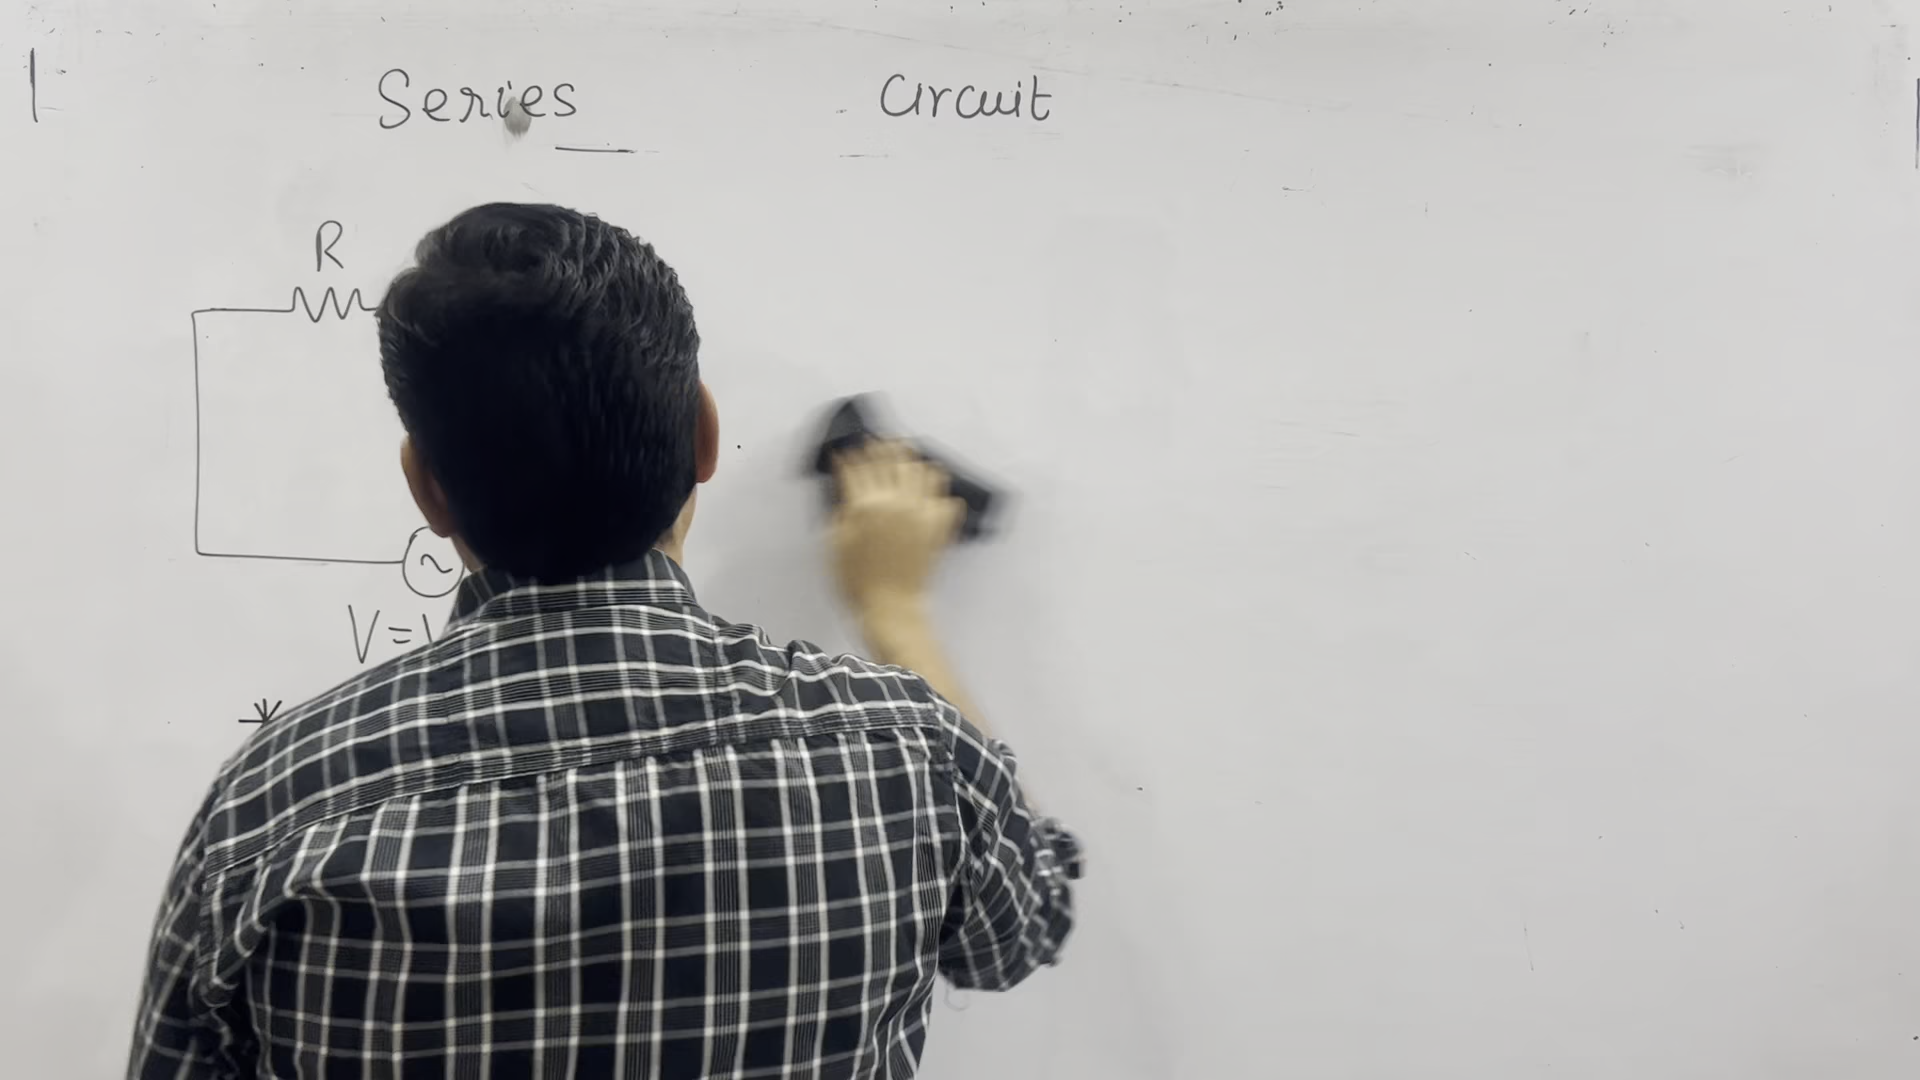 Series Circuit
R
~
V =
*